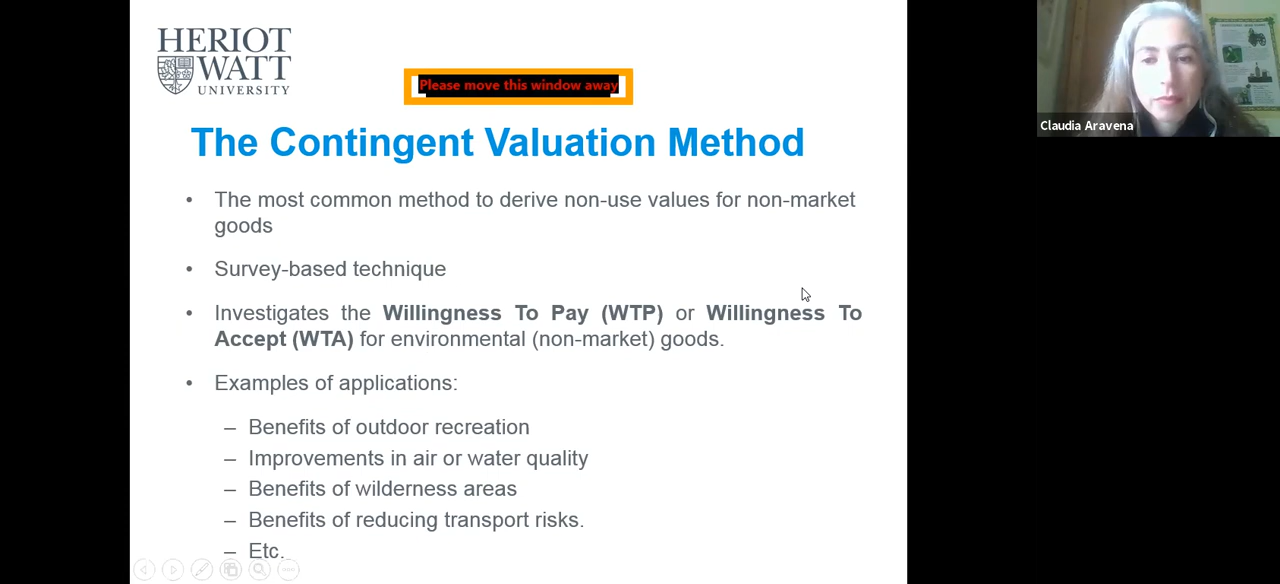 HERIOT
WATT
UNIVERSITY
Please move this window away
Claudia Aravena
The Contingent Valuation Method
• The most common method to derive non-use values for non-market
goods
• Survey-based technique
• Investigates the Willingness To Pay (WTP) or Willingness To
Accept (WTA) for environmental (non-market) goods.
• Examples of applications:
– Benefits of outdoor recreation
– Improvements in air or water quality
– Benefits of wilderness areas
– Benefits of reducing transport risks.
– Etc.